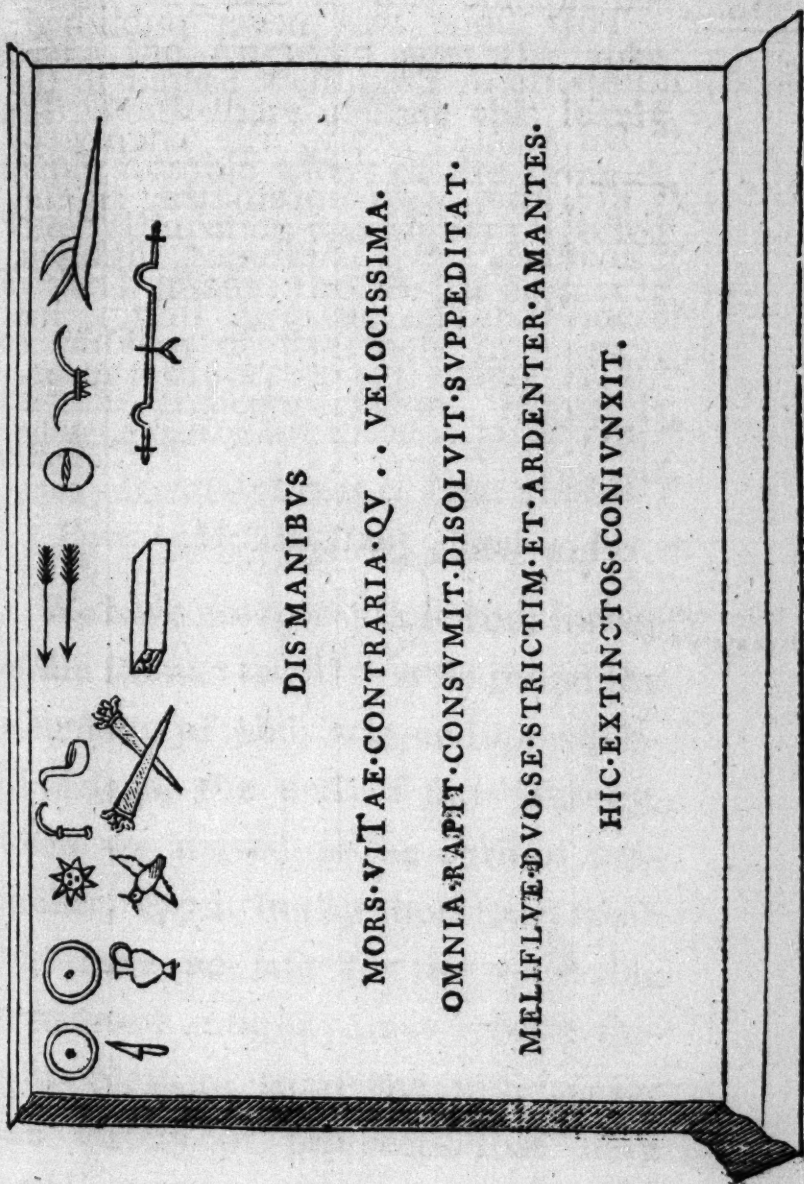 DIS MANIBVS
MORS·VITAE·CONTRARIA·QV . . VELOCISSIMA.
OMNIA·RAPIT·CONSVMIT·DISOLVIT·SVPPEDITAT·
MELIFLVE·DVO·SE·STRICTIM·ET·ARDENTER·AMANTES·
HIC·EXTINCTOS·CONIVNXIT.